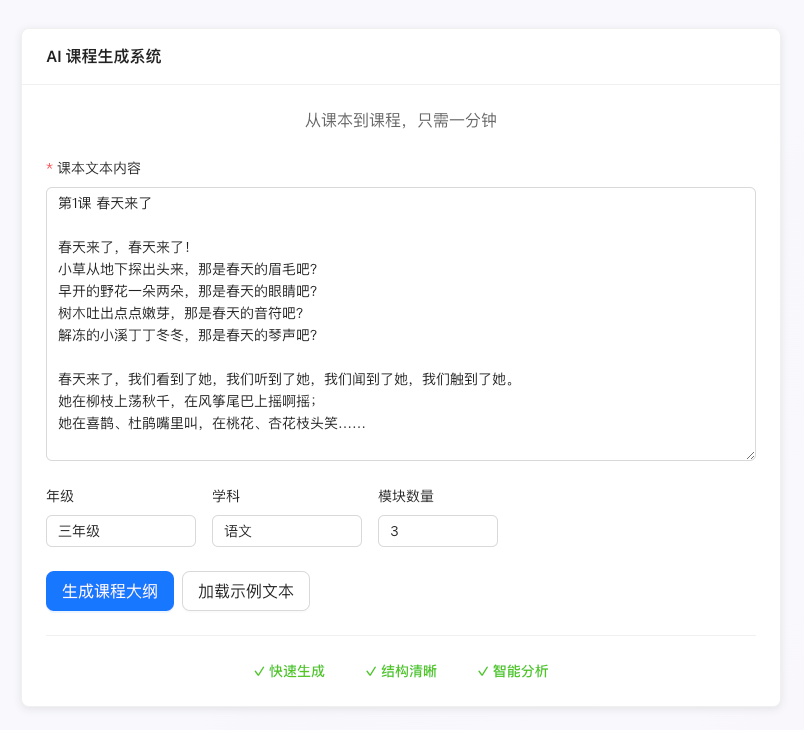 AI 课程生成系统
从课本到课程，只需一分钟
* 课本文本内容
第1课 春天来了
春天来了，春天来了！
小草从地下探出头来，那是春天的眉毛吧？
早开的野花一朵两朵，那是春天的眼睛吧？
树木吐出点点嫩芽，那是春天的音符吧？
解冻的小溪丁丁冬冬，那是春天的琴声吧？
春天来了，我们看到了她，我们听到了她，我们闻到了她，我们触到了她。
她在柳枝上荡秋千，在风筝尾巴上摇啊摇；
她在喜鹊、杜鹃嘴里叫，在桃花、杏花枝头笑……
年级 学科 模块数量
三年级 语文 3
生成课程大纲 加载示例文本
✓ 快速生成 ✓ 结构清晰 ✓ 智能分析